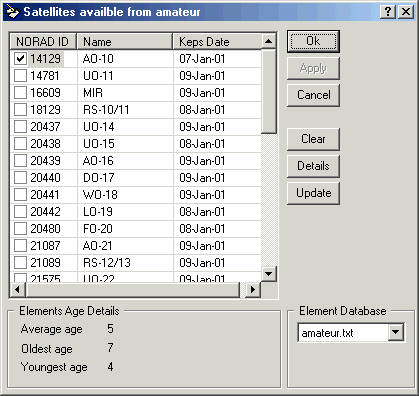 Satellites availble from amateur
NORAD ID Name Keps Date
14129 AO-10 07-Jan-01
14781 UO-11 09-Jan-01
16609 MIR 09-Jan-01
18129 RS-10/11 08-Jan-01
20437 UO-14 09-Jan-01
20438 UO-15 08-Jan-01
20439 AO-16 09-Jan-01
20440 DO-17 09-Jan-01
20441 WO-18 09-Jan-01
20442 LO-19 08-Jan-01
20480 FO-20 08-Jan-01
21087 AO-21 09-Jan-01
21089 RS-12/13 09-Jan-01
21575 UO-22 09-Jan-01
Ok
Apply
Cancel
Clear
Details
Update
Elements Age Details
Average age 5
Oldest age 7
Youngest age 4
Element Database
amateur.txt